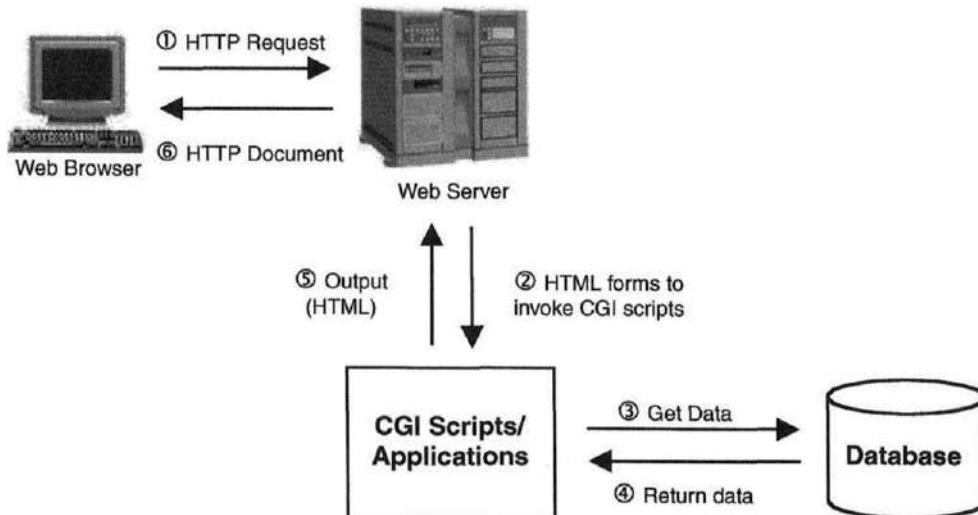 ① HTTP Request
⑥ HTTP Document
Web Browser
Web Server
⑤ Output
(HTML)
② HTML forms to
invoke CGI scripts
CGI Scripts/
Applications
③ Get Data
④ Return data
Database